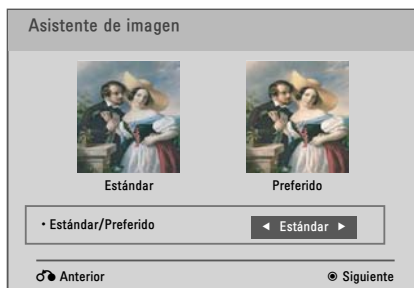 Asistente de imagen
Estándar Preferido
• Estándar/Preferido ◄ Estándar ►
Anterior ◉ Siguiente